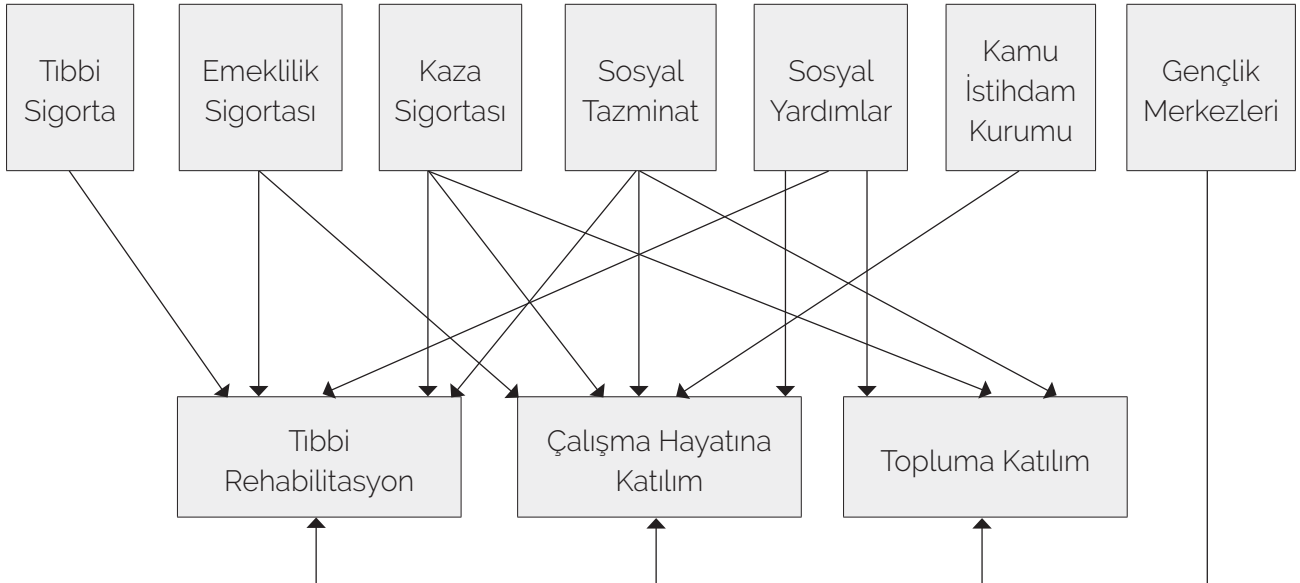 Tıbbi
Sigorta
Emeklilik
Sigortası
Kaza
Sigortası
Sosyal
Tazminat
Sosyal
Yardımlar
Kamu
İstihdam
Kurumu
Gençlik
Merkezleri
Tıbbi
Rehabilitasyon
Çalışma Hayatına
Katılım
Topluma Katılım